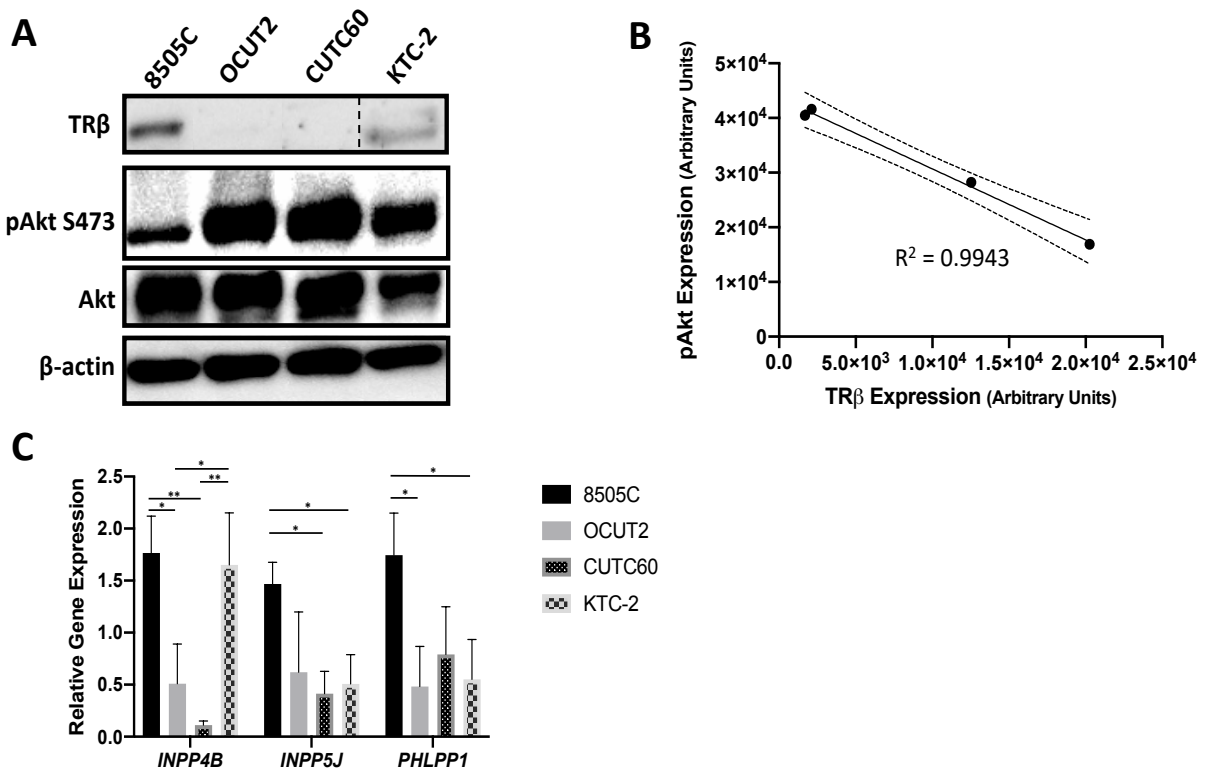 A
8505C
OCUT2
CUTC60
KTC-2
TRβ
pAkt S473
Akt
β-actin
B
pAkt Expression (Arbitrary Units)
5×10⁴
4×10⁴
3×10⁴
2×10⁴
1×10⁴
0
R² = 0.9943
0.0
5.0×10³
1.0×10⁴
1.5×10⁴
2.0×10⁴
2.5×10⁴
TRβ Expression (Arbitrary Units)
C
Relative Gene Expression
2.5
2.0
1.5
1.0
0.5
0.0
*
**
**
*
*
*
*
*
INPP4B
INPP5J
PHLPP1
8505C
OCUT2
CUTC60
KTC-2